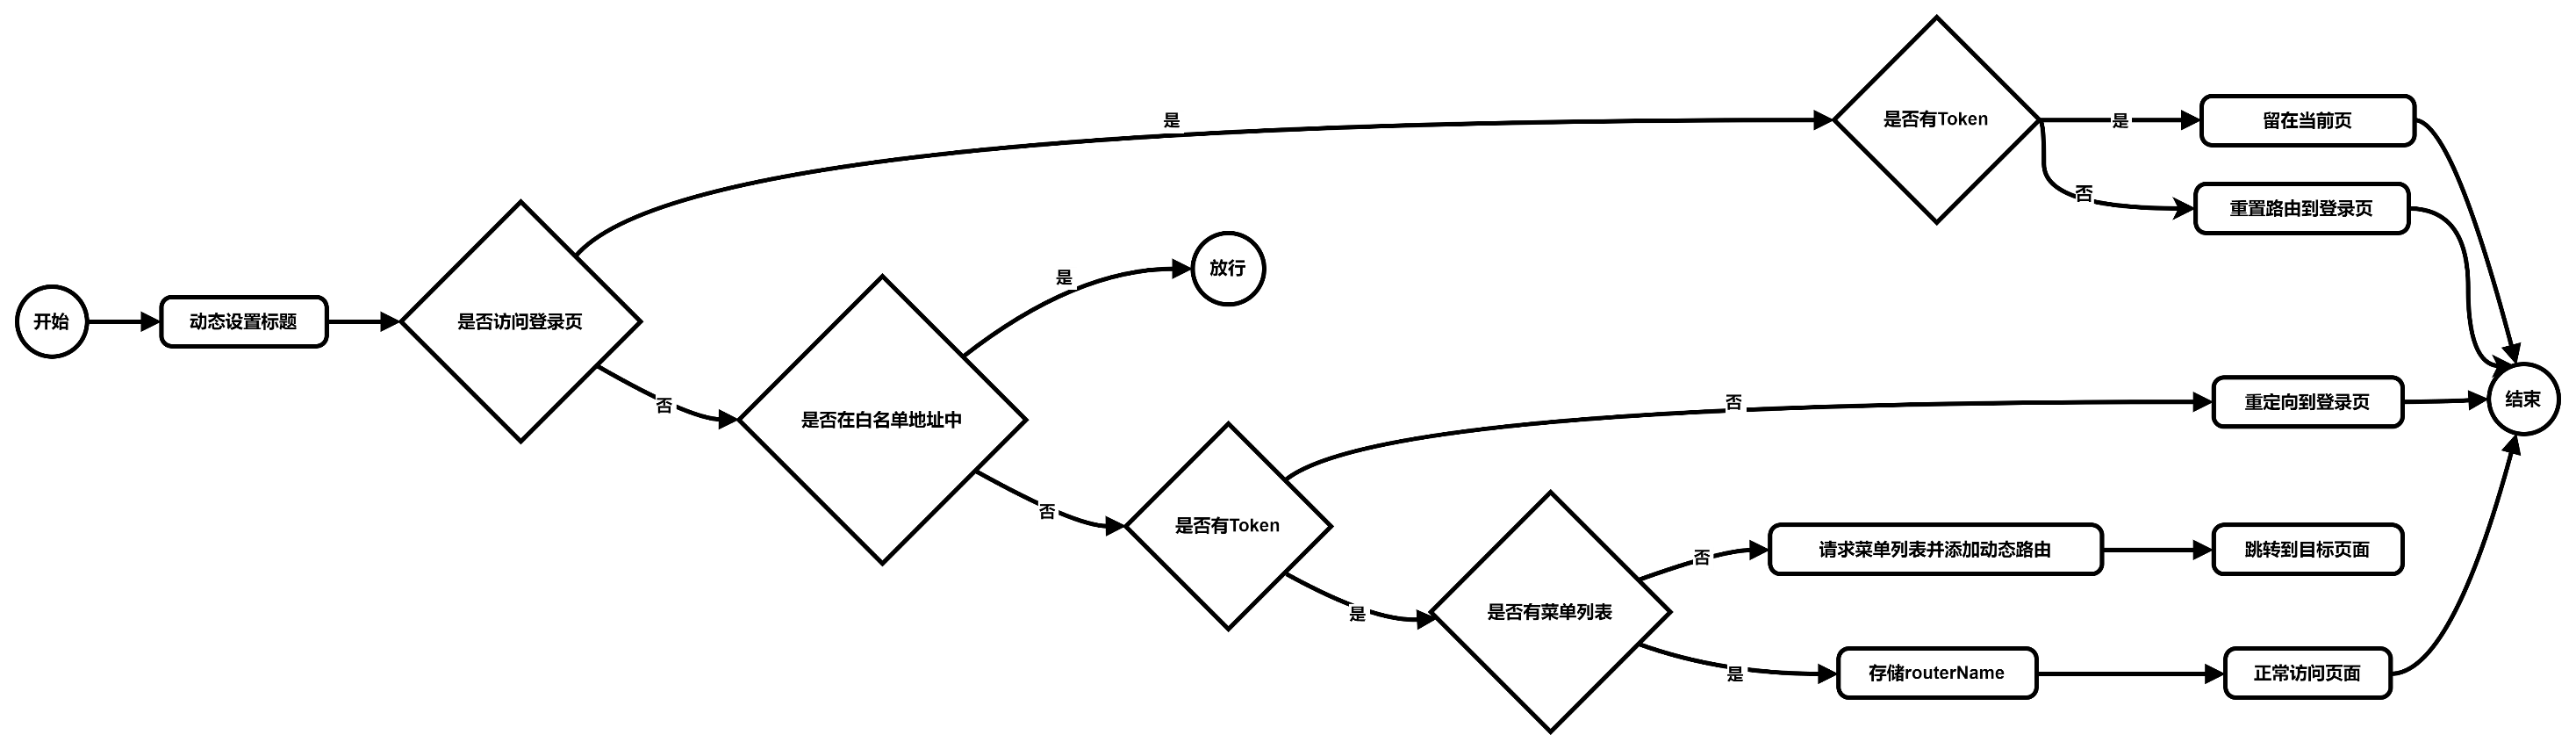 开始
动态设置标题
是否访问登录页
是
是否有Token
是
留在当前页
否
重置路由到登录页
否
是否在白名单地址中
是
放行
否
是否有Token
否
重定向到登录页
结束
是
是否有菜单列表
否
请求菜单列表并添加动态路由
跳转到目标页面
是
存储routerName
正常访问页面